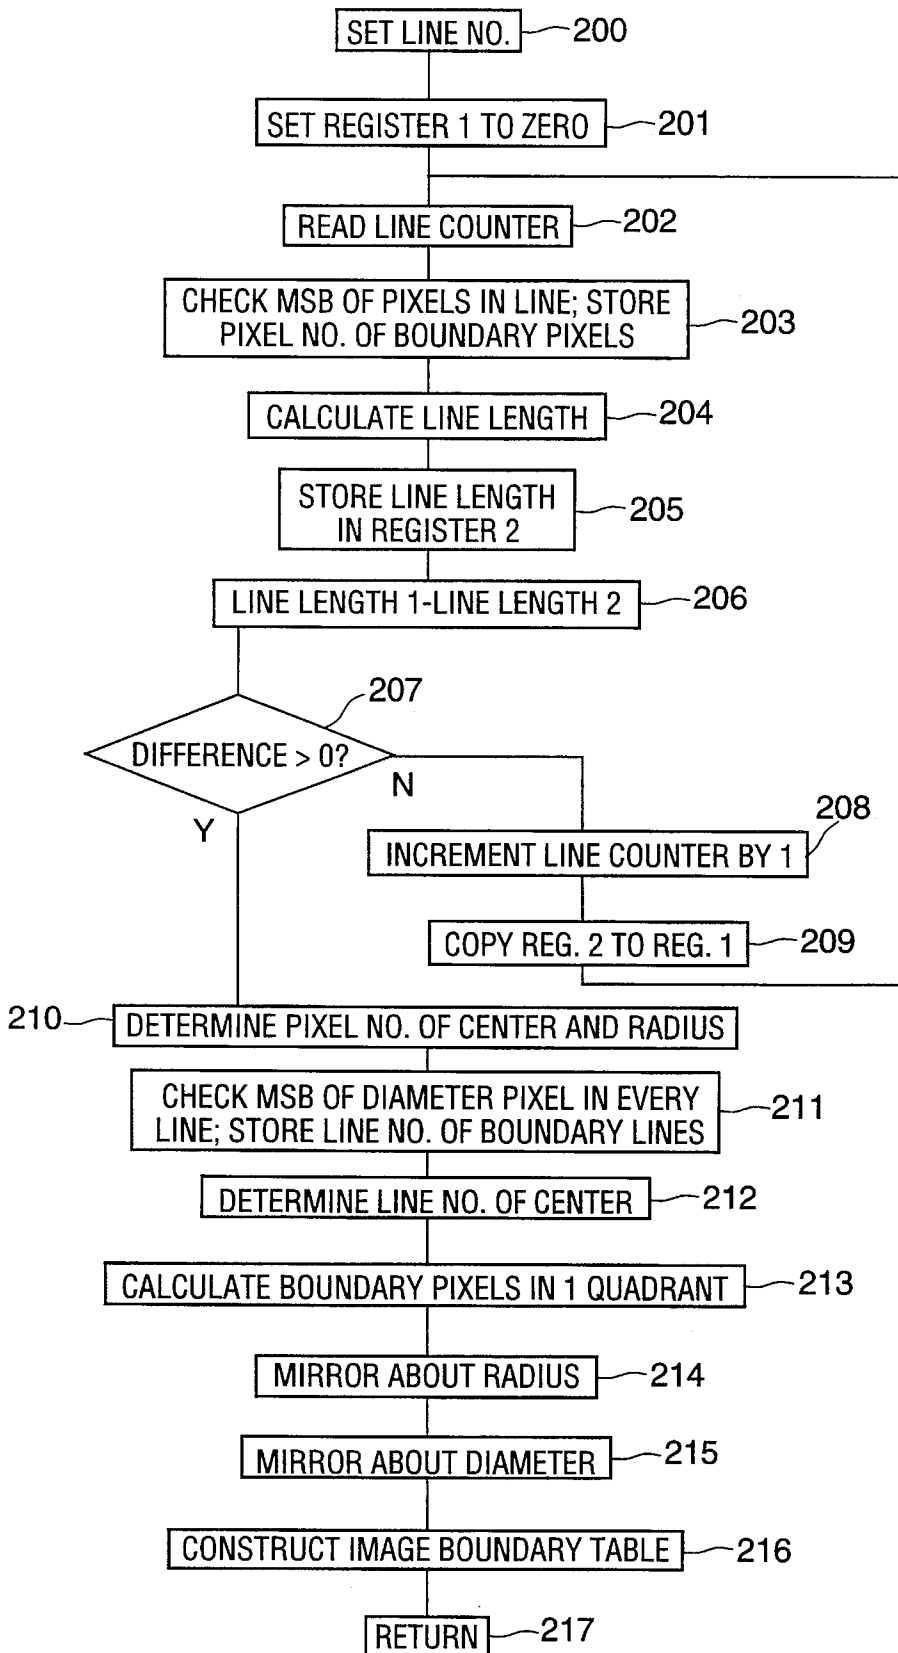 SET LINE NO. 200
SET REGISTER 1 TO ZERO 201
READ LINE COUNTER 202
CHECK MSB OF PIXELS IN LINE; STORE
PIXEL NO. OF BOUNDARY PIXELS 203
CALCULATE LINE LENGTH 204
STORE LINE LENGTH
IN REGISTER 2 205
LINE LENGTH 1-LINE LENGTH 2 206
207
DIFFERENCE > 0?
N
Y
208
INCREMENT LINE COUNTER BY 1
COPY REG. 2 TO REG. 1 209
210 DETERMINE PIXEL NO. OF CENTER AND RADIUS
CHECK MSB OF DIAMETER PIXEL IN EVERY
LINE; STORE LINE NO. OF BOUNDARY LINES 211
DETERMINE LINE NO. OF CENTER 212
CALCULATE BOUNDARY PIXELS IN 1 QUADRANT 213
MIRROR ABOUT RADIUS 214
MIRROR ABOUT DIAMETER 215
CONSTRUCT IMAGE BOUNDARY TABLE 216
RETURN 217